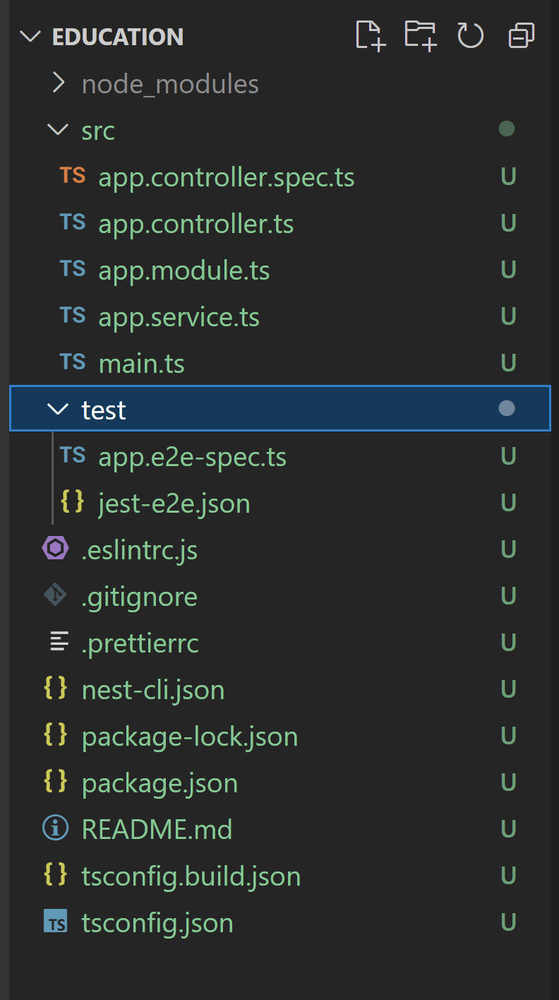 EDUCATION
node_modules
src
TS app.controller.spec.ts U
TS app.controller.ts U
TS app.module.ts U
TS app.service.ts U
TS main.ts U
test
TS app.e2e-spec.ts U
{} jest-e2e.json U
.eslintrc.js U
.gitignore U
.prettierrc U
{} nest-cli.json U
{} package-lock.json U
{} package.json U
README.md U
{} tsconfig.build.json U
TS tsconfig.json U